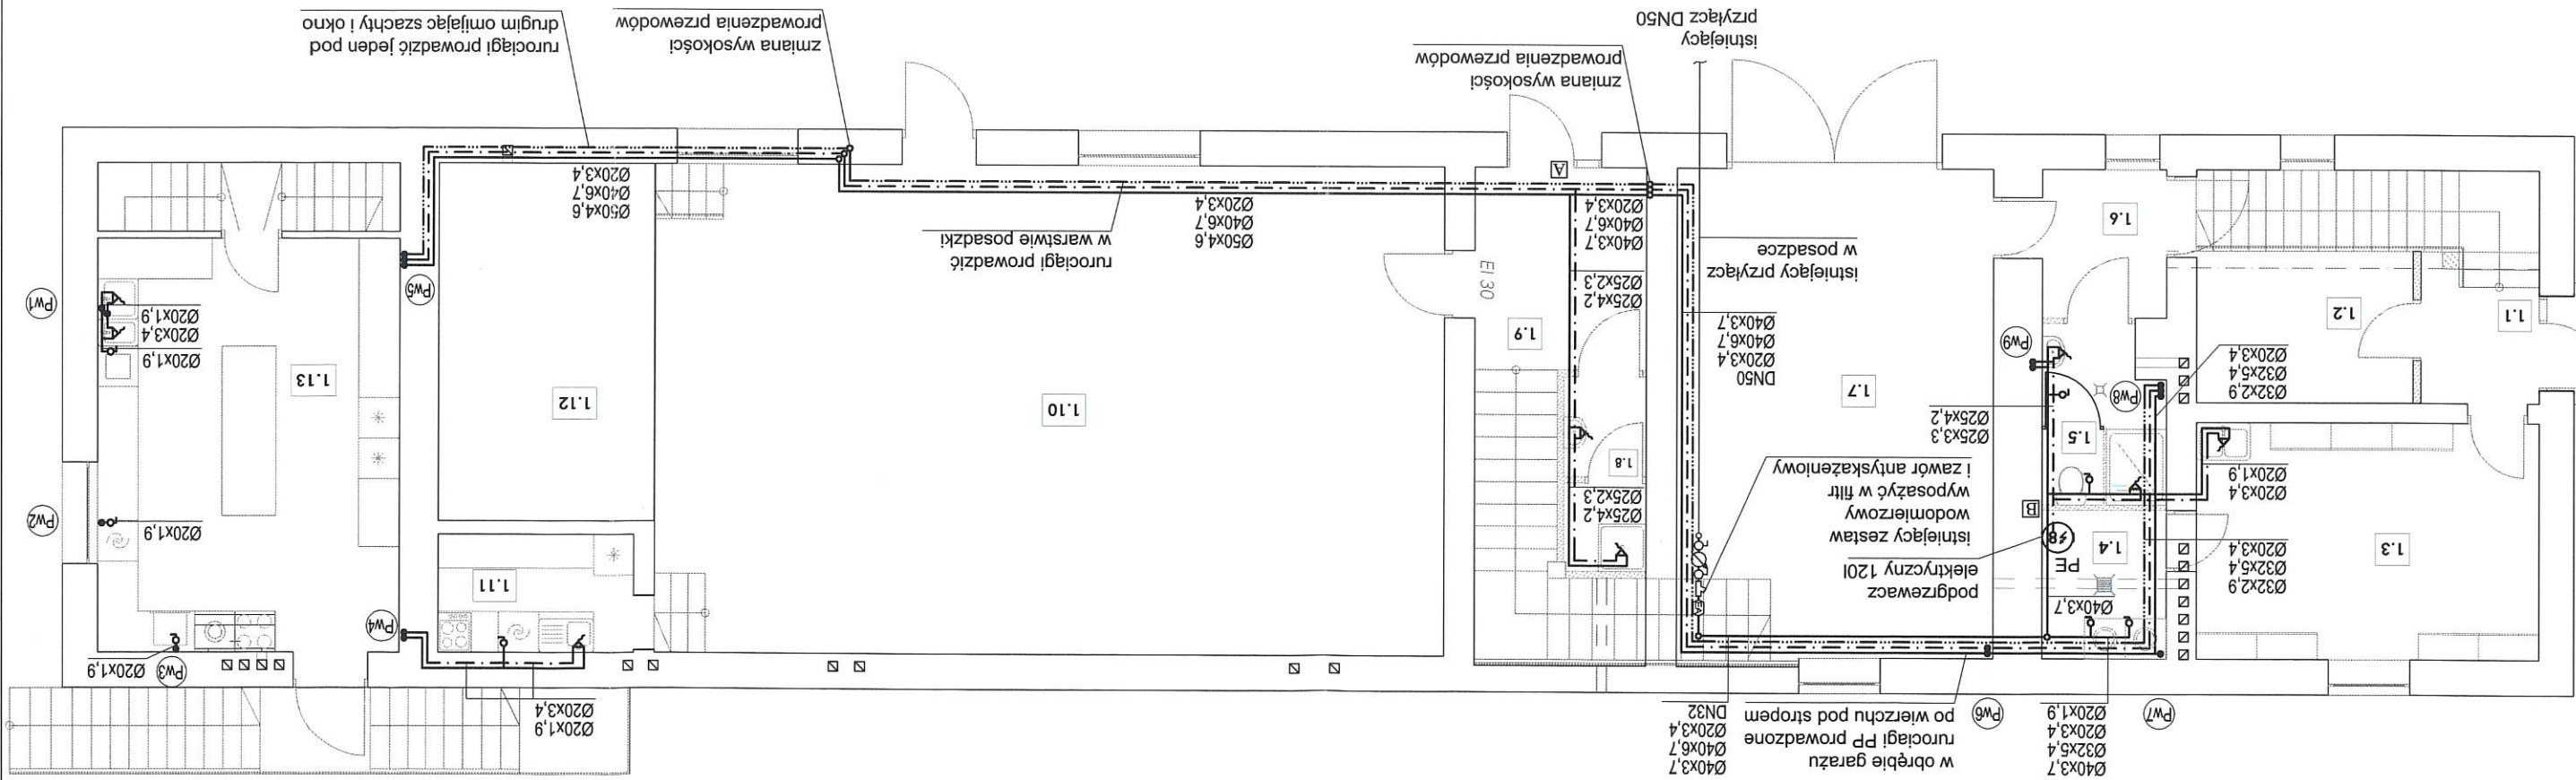 Pw7
Ø40x3,7
Ø32x5,4
Ø20x3,4
Ø20x1,9
Pw6
w obrębie garażu
rurociągi PP prowadzone
po wierzchu pod stropem
Ø40x3,7
Ø40x6,7
Ø20x3,4
DN32
Ø20x1,9
Ø20x3,4
Pw3
Ø20x1,9
1.3
Ø32x2,9
Ø32x5,4
Ø20x3,4
Ø40x3,7
1.4
PE
B
podgrzewacz
elektryczny 120l
istniejący zestaw
wodomierzowy
wyposażyć w filtr
i zawór antyskażeniowy
EA
Pw4
1.11
Ø20x3,4
Ø20x1,9
1.5
Ø25x3,3
Ø25x4,2
Ø25x4,2
Ø25x2,3
1.8
Ø20x1,9
Pw2
Ø32x2,9
Ø32x5,4
Ø20x3,4
Pw8
Pw9
1.7
DN50
Ø20x3,4
Ø40x6,7
Ø40x3,7
1.10
1.12
1.13
Ø20x1,9
Ø20x3,4
Ø20x1,9
Pw1
1.1
1.2
1.9
EI 30
Ø25x4,2
Ø25x2,3
istniejący przyłącz
w posadzce
Pw5
1.6
Ø40x3,7
Ø40x6,7
Ø20x3,4
rurociągi prowadzić
w warstwie posadzki
Ø50x4,6
Ø40x6,7
Ø20x3,4
Ø50x4,6
Ø40x6,7
Ø20x3,4
A
istniejący
przyłącz DN50
zmiana wysokości
prowadzenia przewodów
zmiana wysokości
prowadzenia przewodów
rurociągi prowadzić jeden pod
drugim omijając szachty i okno